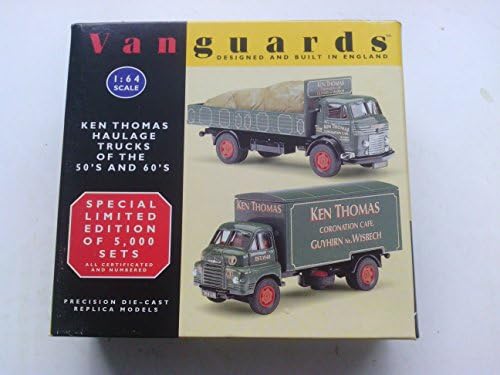 Vanguards
DESIGNED AND BUILT IN ENGLAND
1:64
SCALE
KEN THOMAS
HAULAGE
TRUCKS
OF THE
50'S AND 60'S
SPECIAL
LIMITED
EDITION
OF 5,000
SETS
ALL CERTIFICATED
AND NUMBERED
PRECISION DIE-CAST
REPLICA MODELS
KEN THOMAS
KEN THOMAS
CORONATION CAFE
GUYHIRN NR. WISBECH